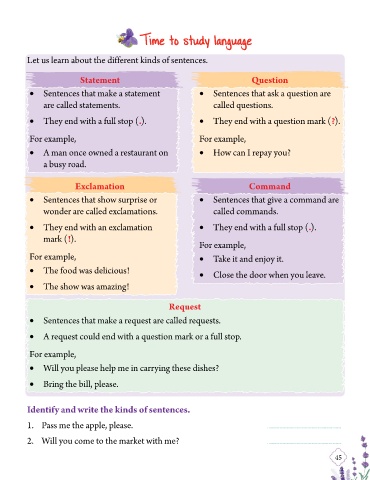 Time to study language
Let us learn about the different kinds of sentences.
Statement
• Sentences that make a statement
are called statements.
• They end with a full stop (.).
For example,
• A man once owned a restaurant on
a busy road.
Question
• Sentences that ask a question are
called questions.
• They end with a question mark (?).
For example,
• How can I repay you?
Exclamation
• Sentences that show surprise or
wonder are called exclamations.
• They end with an exclamation
mark (!).
For example,
• The food was delicious!
• The show was amazing!
Command
• Sentences that give a command are
called commands.
• They end with a full stop (.).
For example,
• Take it and enjoy it.
• Close the door when you leave.
Request
• Sentences that make a request are called requests.
• A request could end with a question mark or a full stop.
For example,
• Will you please help me in carrying these dishes?
• Bring the bill, please.
Identify and write the kinds of sentences.
1. Pass me the apple, please.
2. Will you come to the market with me?
45